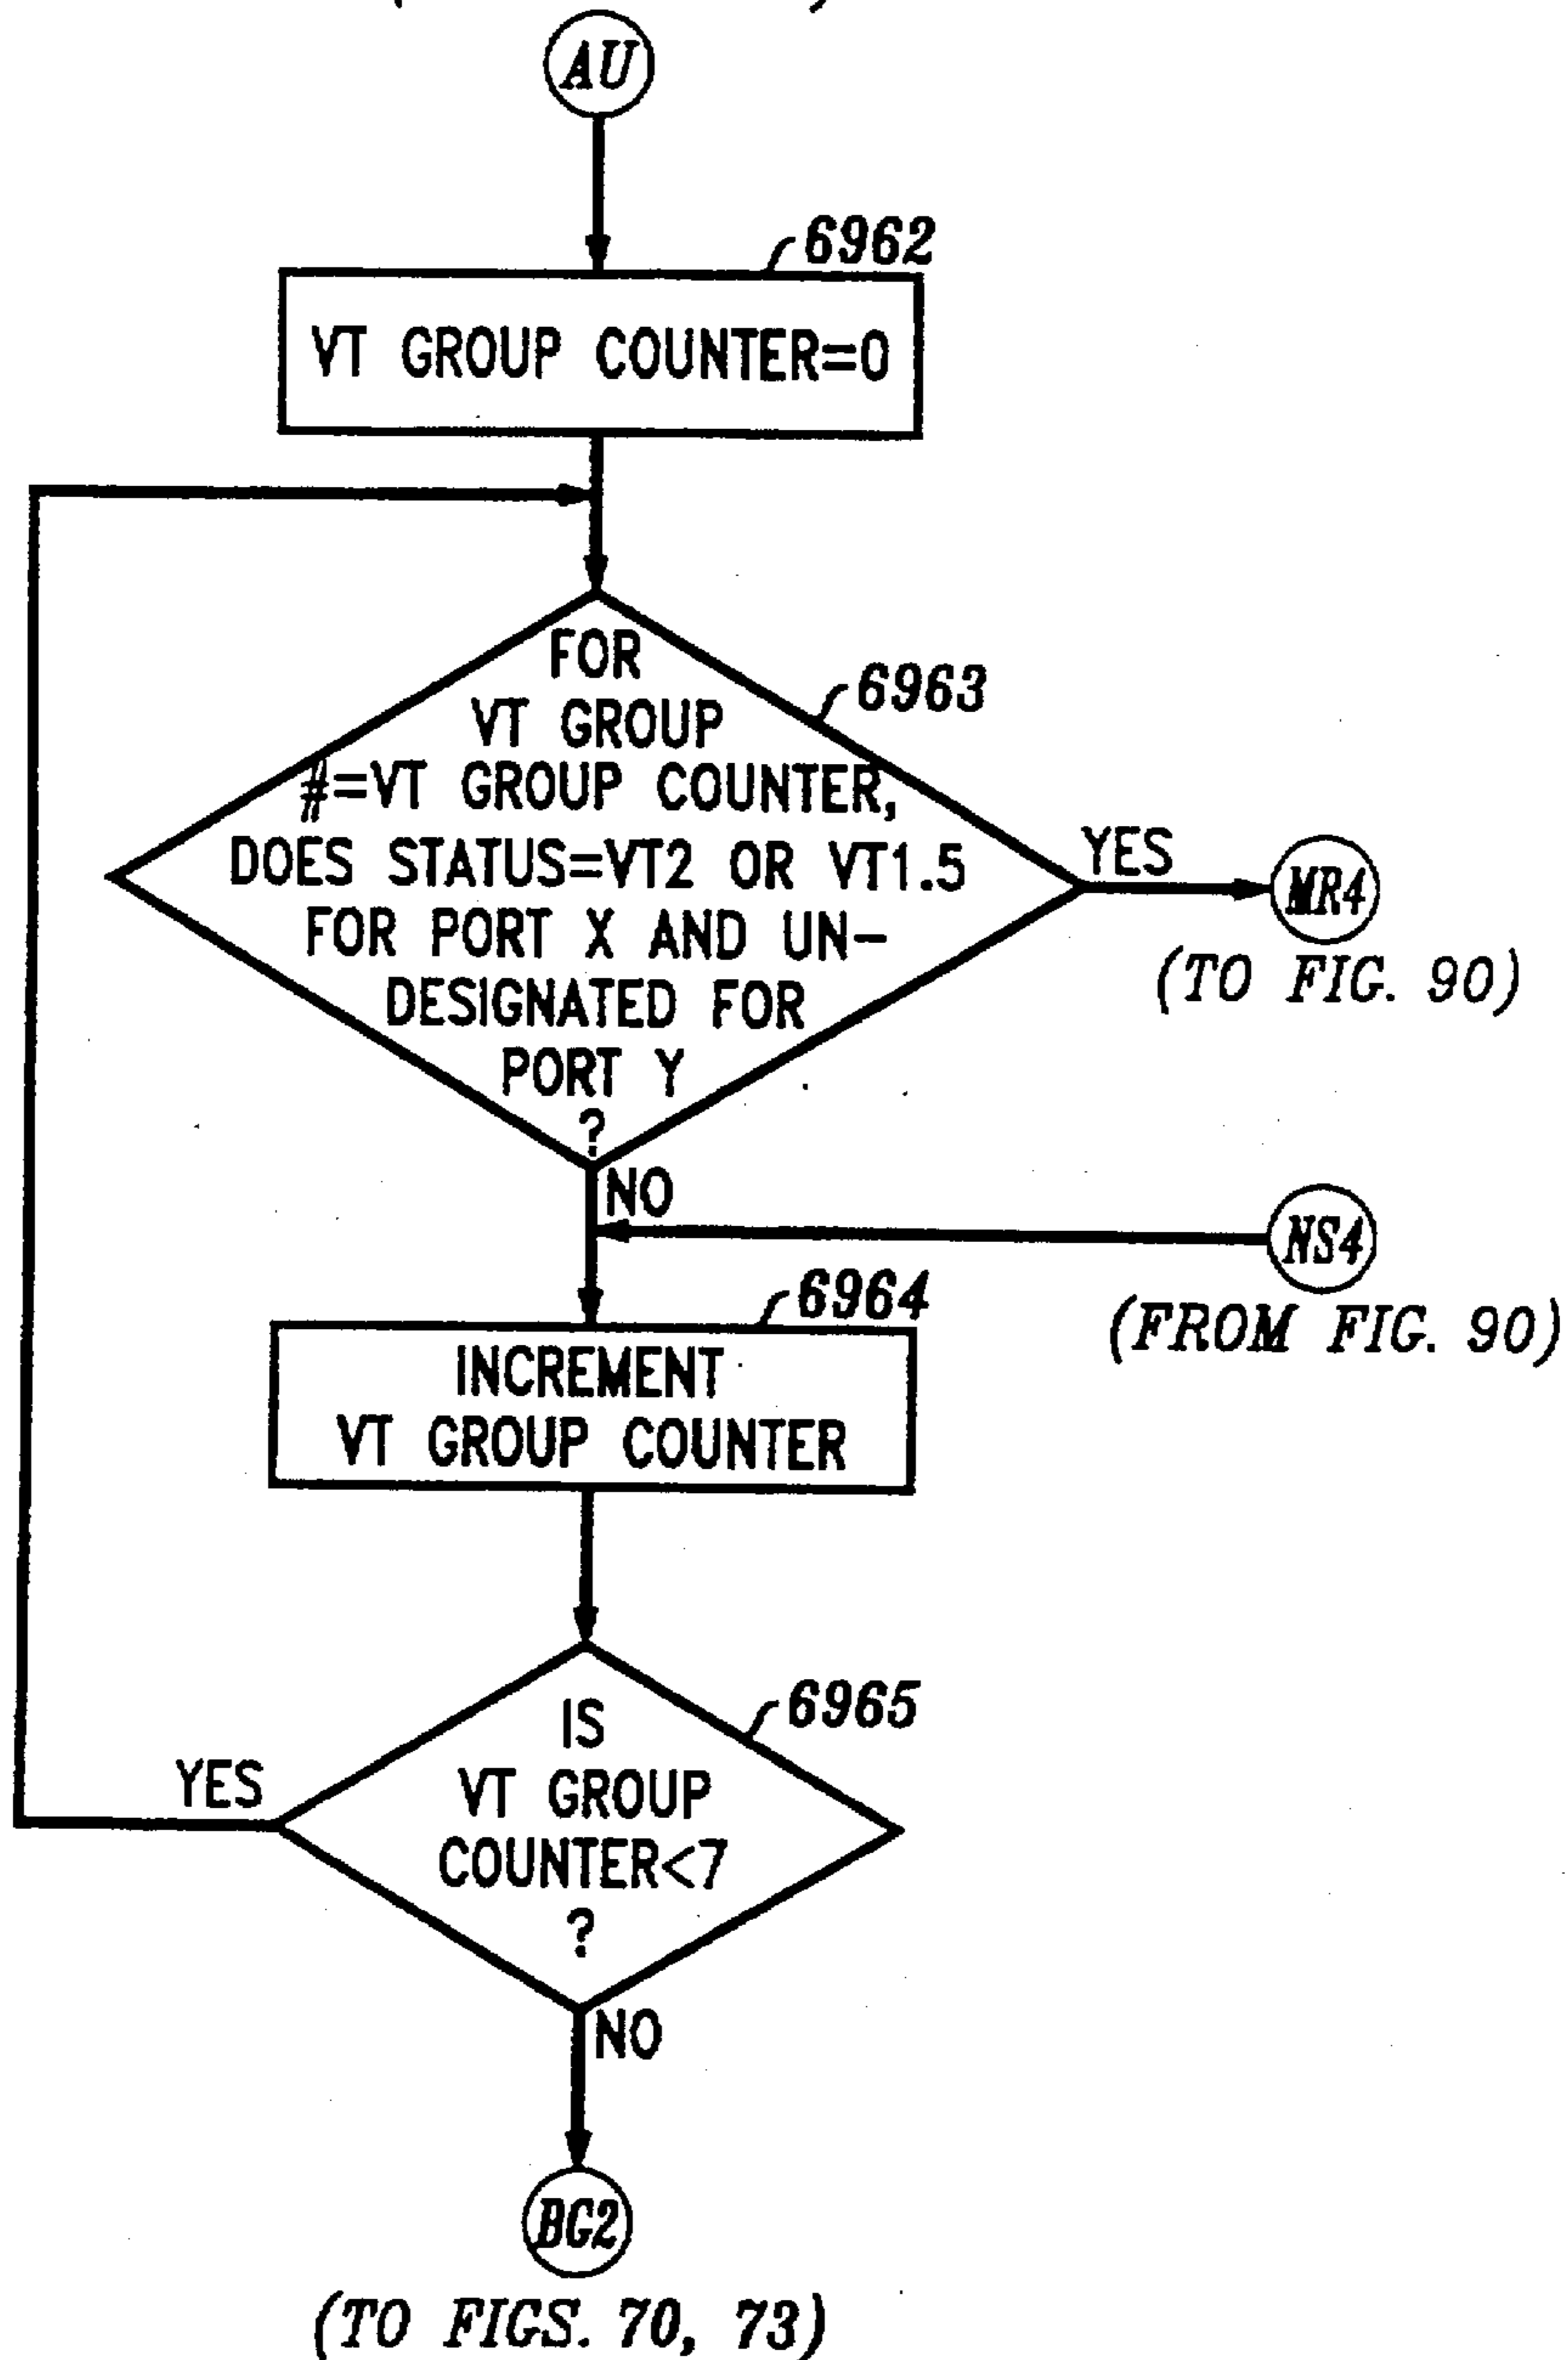 AU
6962
VT GROUP COUNTER=0
FOR
6963
VT GROUP
#=VT GROUP COUNTER,
DOES STATUS=VT2 OR VT1.5
YES
MR4
FOR PORT X AND UN-
(TO FIG. 90)
DESIGNATED FOR
PORT Y
?
NO
NS4
6964
(FROM FIG. 90)
INCREMENT
VT GROUP COUNTER
6965
IS
YES
VT GROUP
COUNTER<7
?
NO
BG2
(TO FIGS. 70, 73)